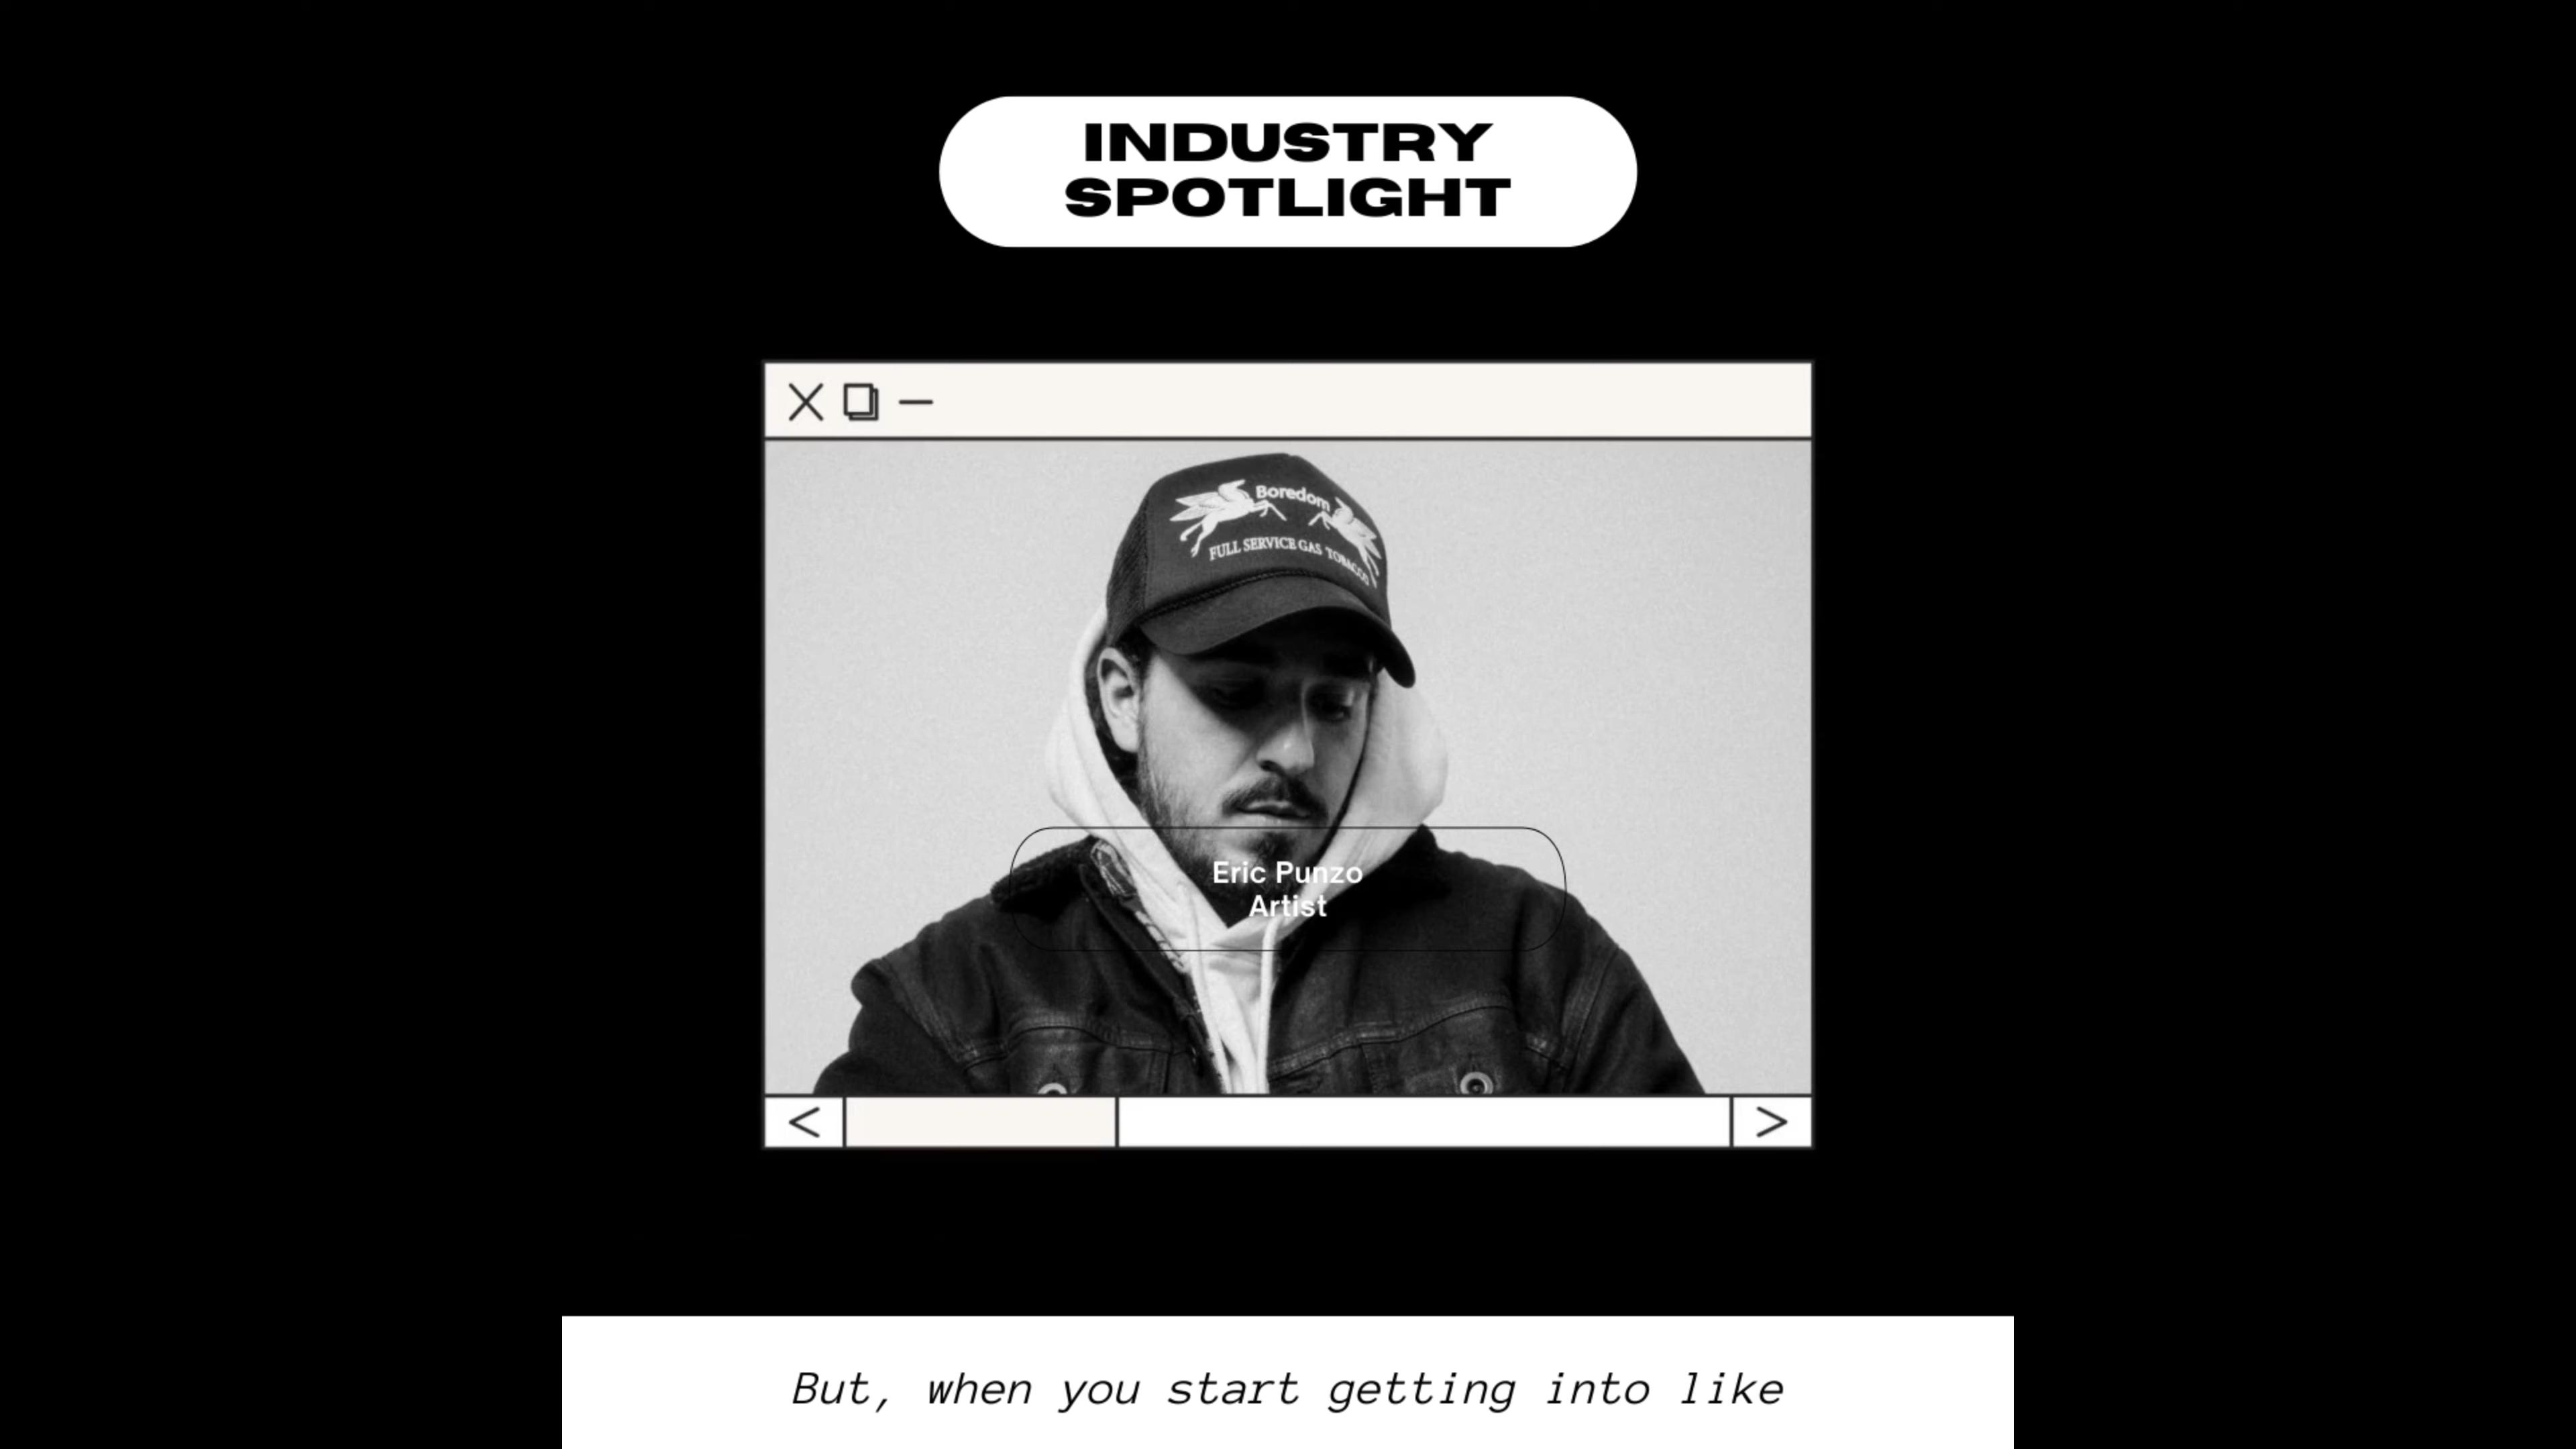 INDUSTRY
SPOTLIGHT
Boredom
FULL SERVICE GAS TOBACCO
Eric Punzo
Artist
But, when you start getting into like